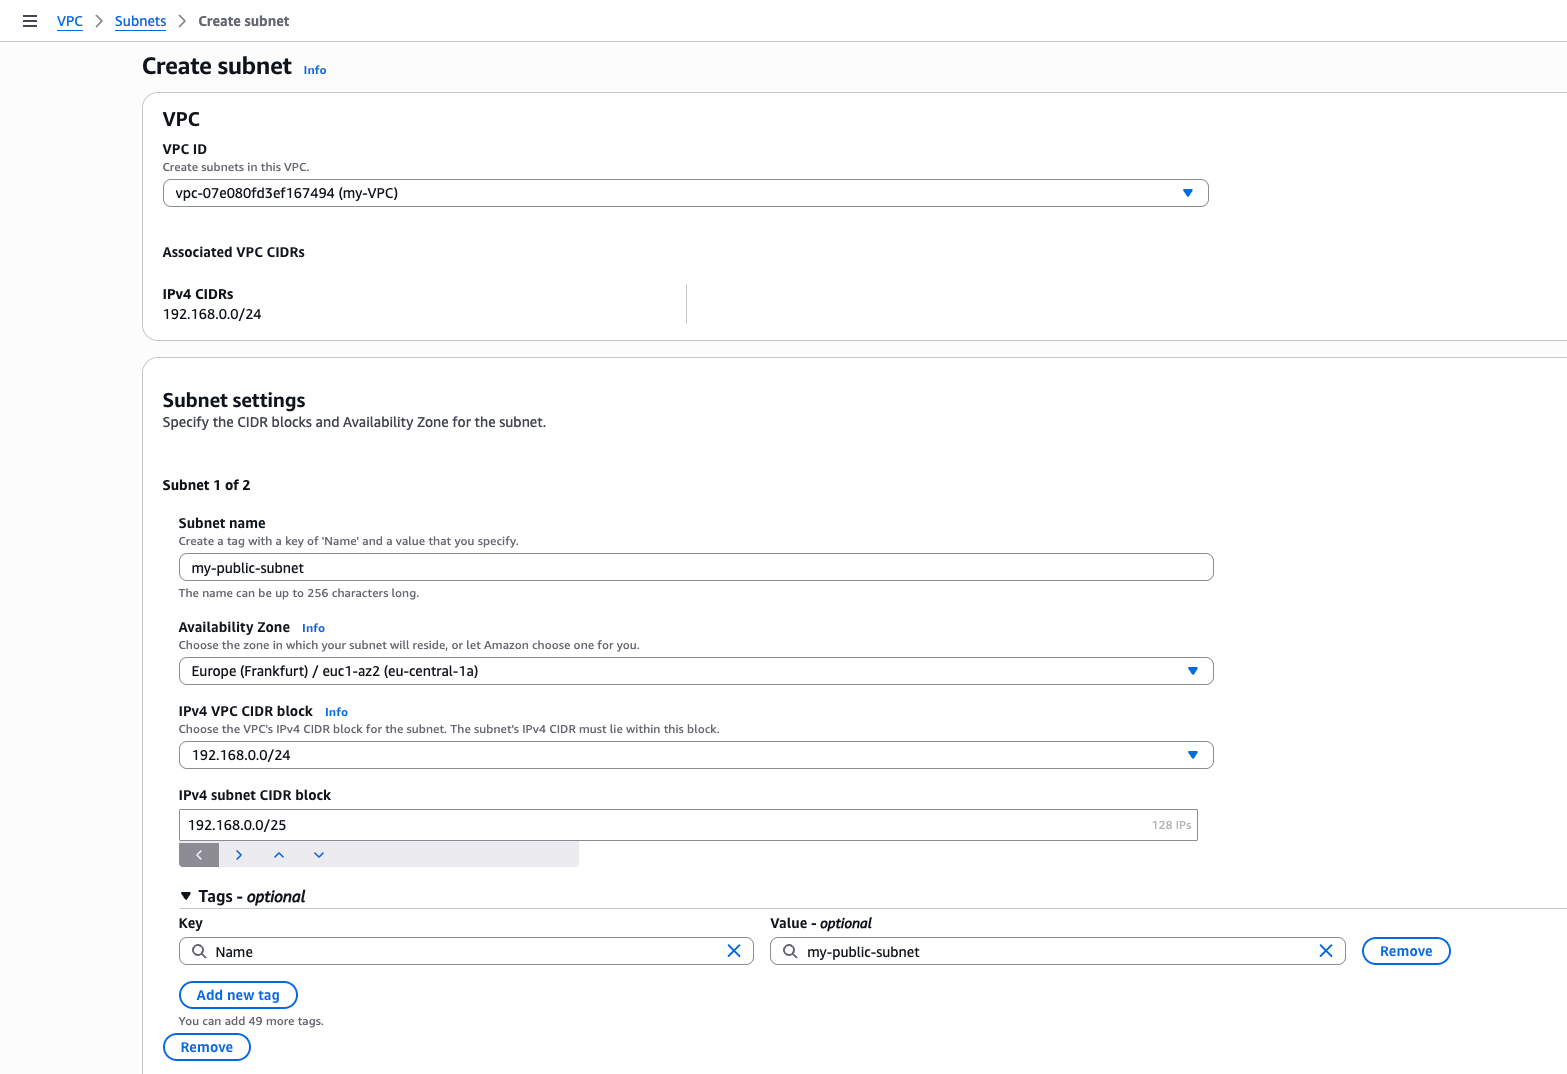 VPC > Subnets > Create subnet
Create subnet Info
VPC
VPC ID
Create subnets in this VPC.
vpc-07e080fd3ef167494 (my-VPC)
Associated VPC CIDRs
IPv4 CIDRs
192.168.0.0/24
Subnet settings
Specify the CIDR blocks and Availability Zone for the subnet.
Subnet 1 of 2
Subnet name
Create a tag with a key of 'Name' and a value that you specify.
my-public-subnet
The name can be up to 256 characters long.
Availability Zone Info
Choose the zone in which your subnet will reside, or let Amazon choose one for you.
Europe (Frankfurt) / euc1-az2 (eu-central-1a)
IPv4 VPC CIDR block Info
Choose the VPC's IPv4 CIDR block for the subnet. The subnet's IPv4 CIDR must lie within this block.
192.168.0.0/24
IPv4 subnet CIDR block
192.168.0.0/25 128 IPs
Tags - optional
Key Value - optional
Name my-public-subnet Remove
Add new tag
You can add 49 more tags.
Remove